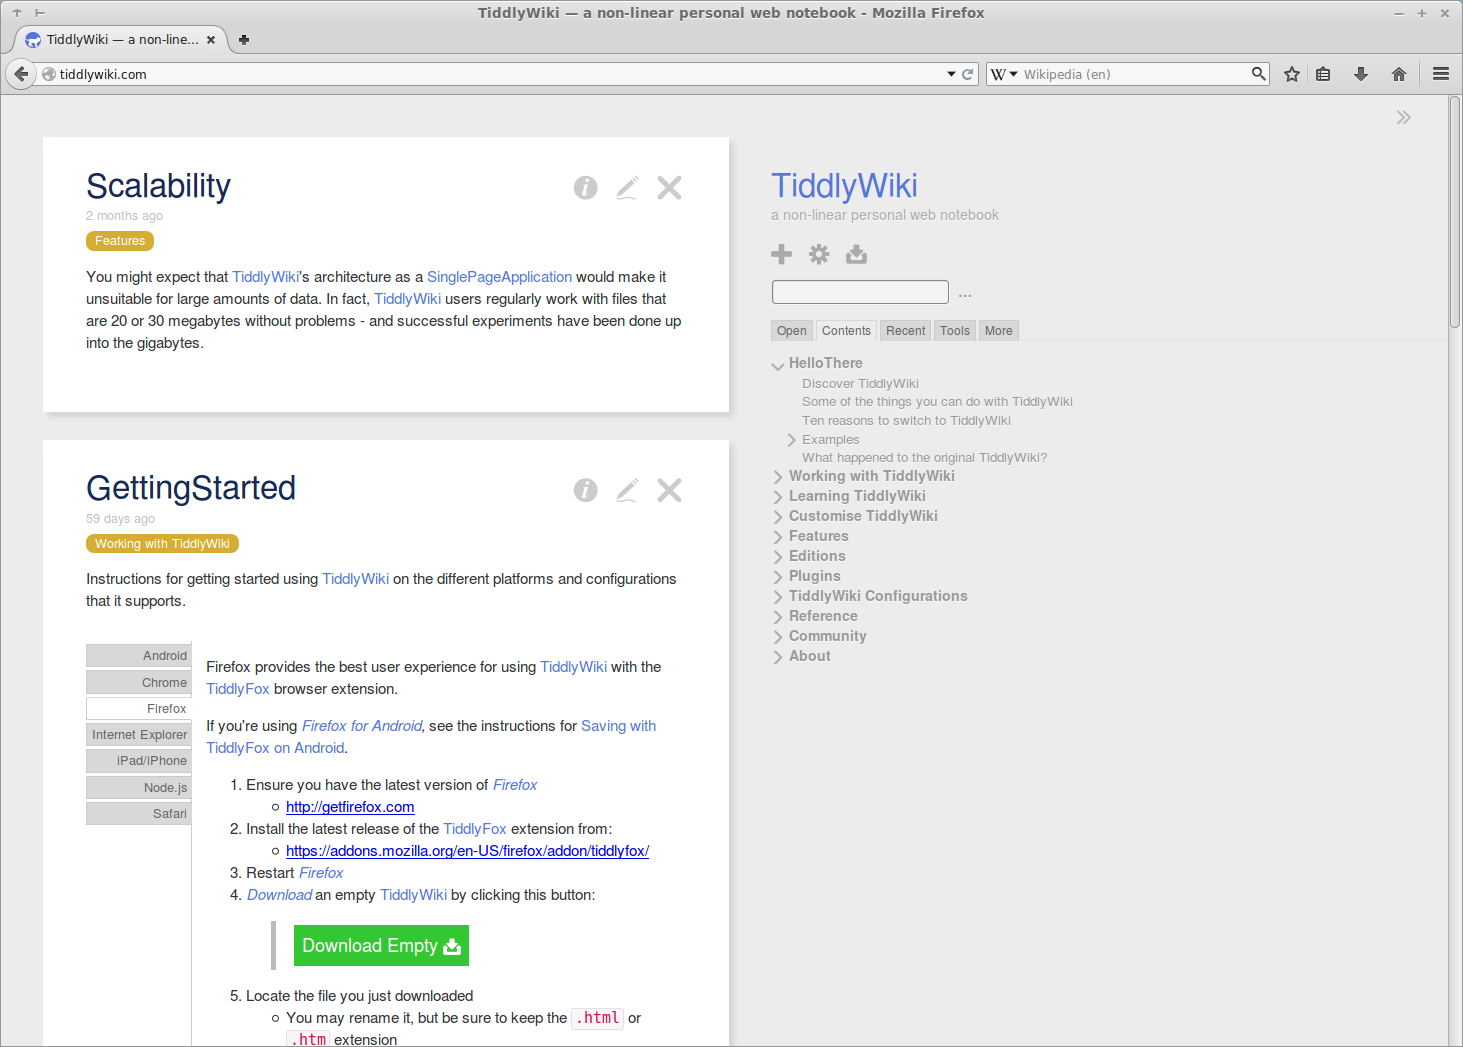 TiddlyWiki — a non-linear personal web notebook - Mozilla Firefox
TiddlyWiki — a non-line...
tiddlywiki.com
W
Wikipedia (en)
Scalability
2 months ago
Features
You might expect that TiddlyWiki's architecture as a SinglePageApplication would make it
unsuitable for large amounts of data. In fact, TiddlyWiki users regularly work with files that
are 20 or 30 megabytes without problems - and successful experiments have been done up
into the gigabytes.
GettingStarted
59 days ago
Working with TiddlyWiki
Instructions for getting started using TiddlyWiki on the different platforms and configurations
that it supports.
Android
Chrome
Firefox
Internet Explorer
iPad/iPhone
Node.js
Safari
Firefox provides the best user experience for using TiddlyWiki with the
TiddlyFox browser extension.
If you're using Firefox for Android, see the instructions for Saving with
TiddlyFox on Android.
1. Ensure you have the latest version of Firefox
http://getfirefox.com
2. Install the latest release of the TiddlyFox extension from:
https://addons.mozilla.org/en-US/firefox/addon/tiddlyfox/
3. Restart Firefox
4. Download an empty TiddlyWiki by clicking this button:
Download Empty
5. Locate the file you just downloaded
You may rename it, but be sure to keep the .html or
.htm extension
TiddlyWiki
a non-linear personal web notebook
...
Open Contents Recent Tools More
HelloThere
Discover TiddlyWiki
Some of the things you can do with TiddlyWiki
Ten reasons to switch to TiddlyWiki
Examples
What happened to the original TiddlyWiki?
Working with TiddlyWiki
Learning TiddlyWiki
Customise TiddlyWiki
Features
Editions
Plugins
TiddlyWiki Configurations
Reference
Community
About